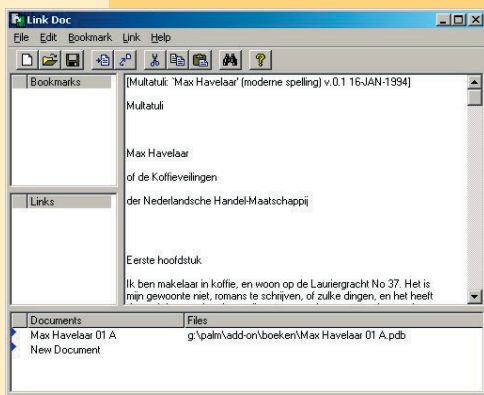 Link Doc
File Edit Bookmark Link Help
Bookmarks
Links
[Multatuli: `Max Havelaar' (moderne spelling) v.0.1 16-JAN-1994]
Multatuli
Max Havelaar
of de Koffieveilingen
der Nederlandsche Handel-Maatschappij
Eerste hoofdstuk
Ik ben makelaar in koffie, en woon op de Lauriergracht No 37. Het is
mijn gewoonte niet, romans te schrijven, of zulke dingen, en het heeft
Documents Files
Max Havelaar 01 A g:\palm\add-on\boeken\Max Havelaar 01 A.pdb
New Document